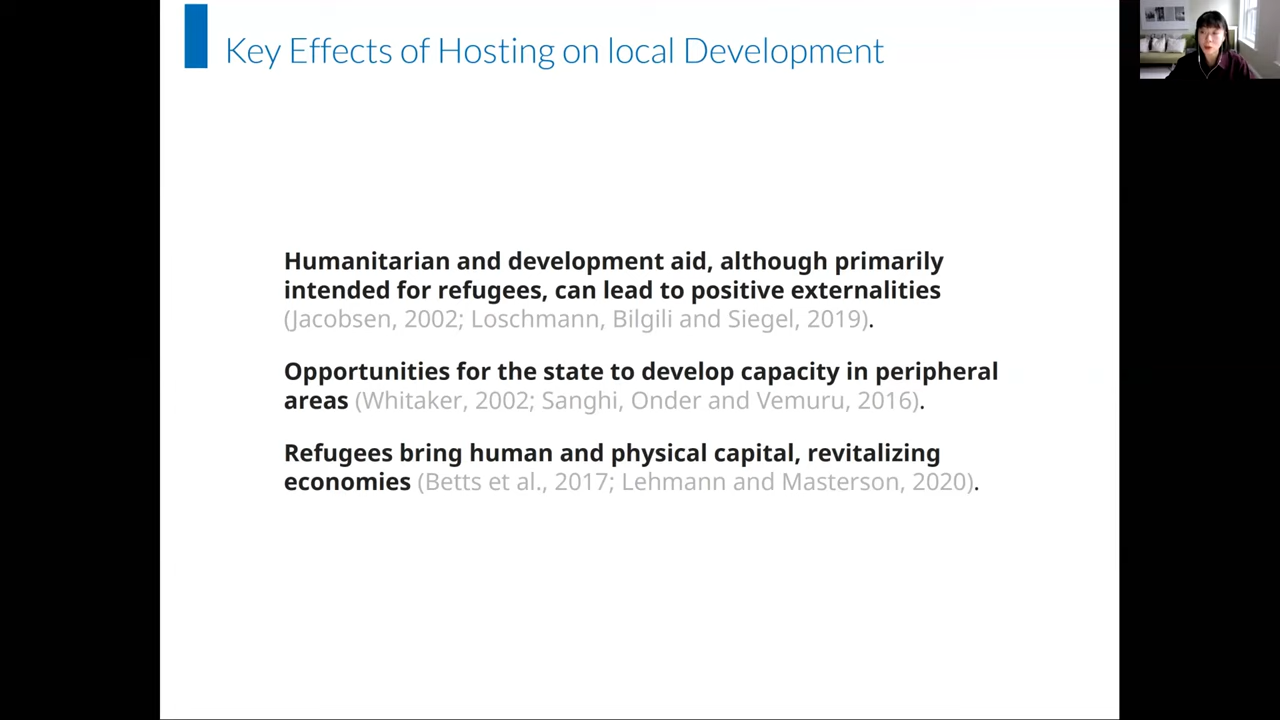 Key Effects of Hosting on local Development
Humanitarian and development aid, although primarily
intended for refugees, can lead to positive externalities
(Jacobsen, 2002; Loschmann, Bilgili and Siegel, 2019).
Opportunities for the state to develop capacity in peripheral
areas (Whitaker, 2002; Sanghi, Onder and Vemuru, 2016).
Refugees bring human and physical capital, revitalizing
economies (Betts et al., 2017; Lehmann and Masterson, 2020).